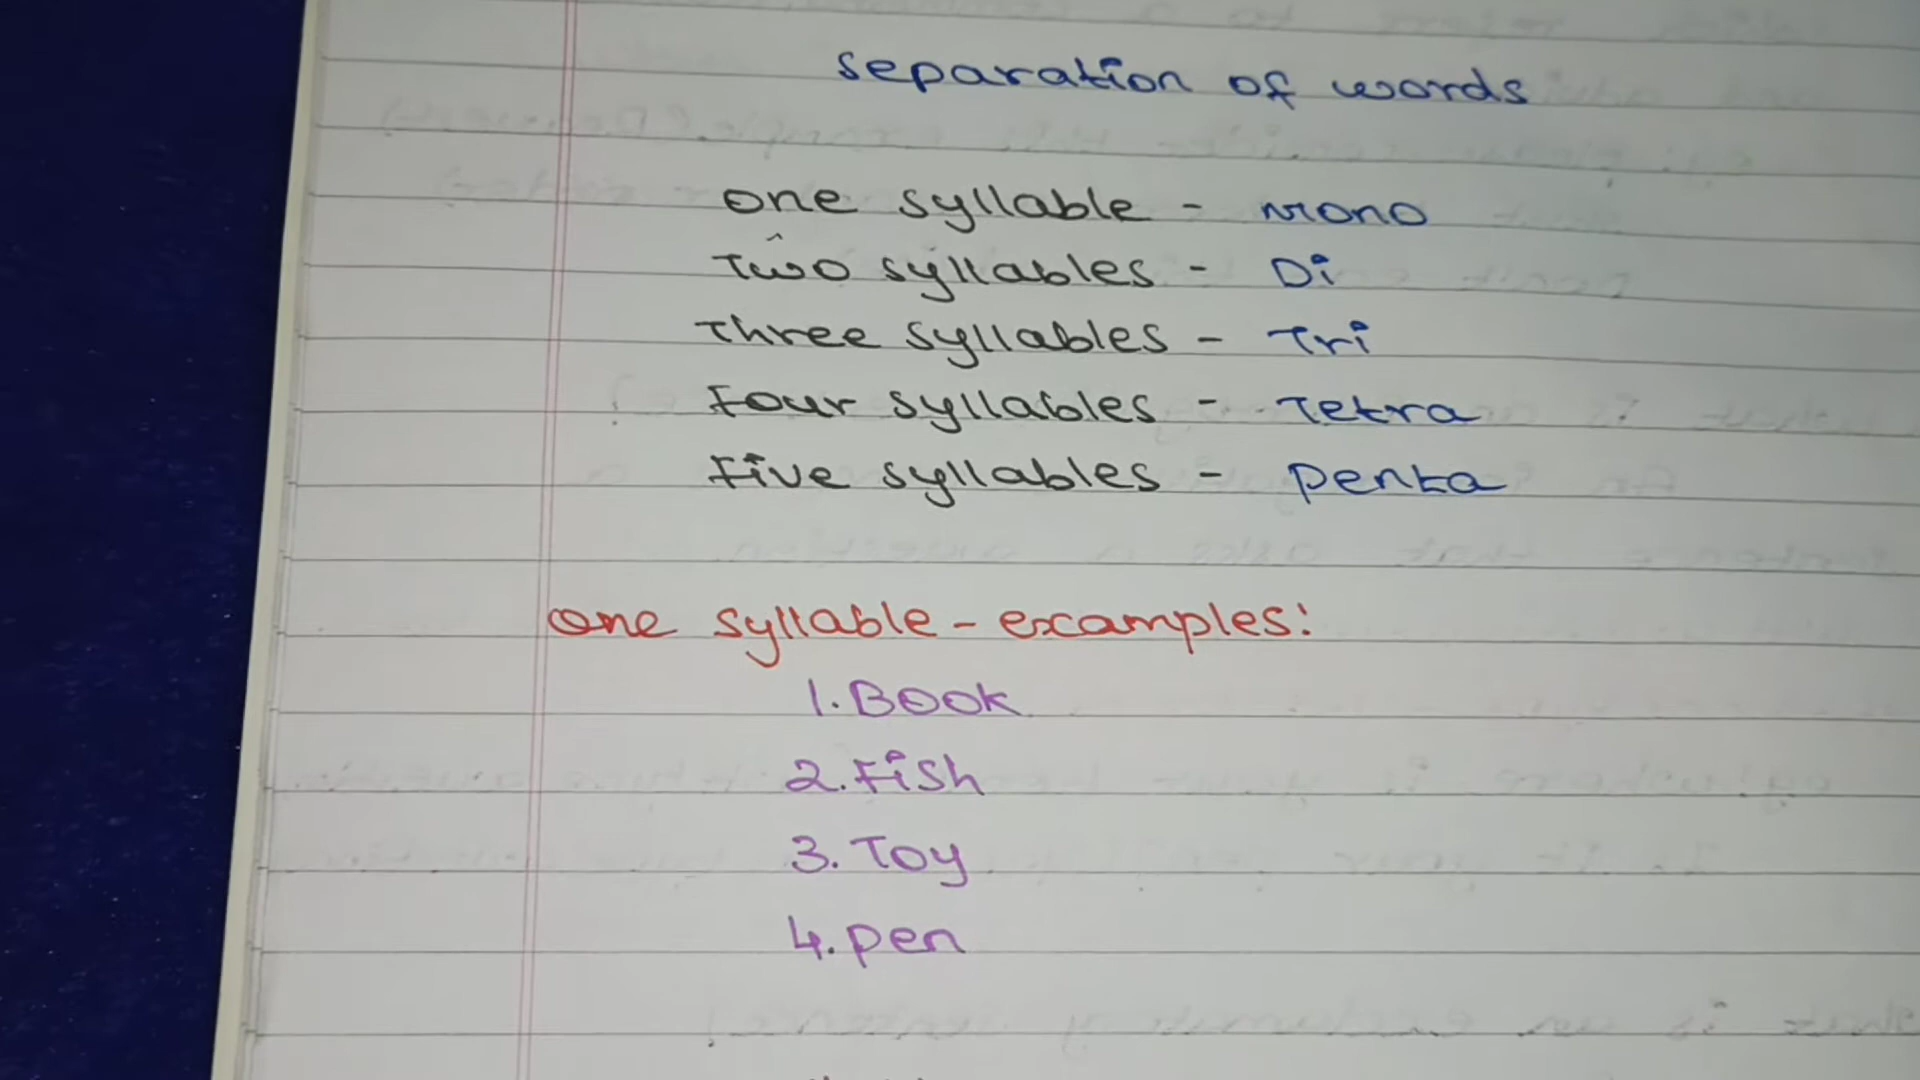 separation of words
one syllable - Mono
Two syllables - Di
Three syllables - Tri
Four syllables - Tetra
Five syllables - Penta
one syllable - examples:
1. Book
2. Fish
3. Toy
4. pen